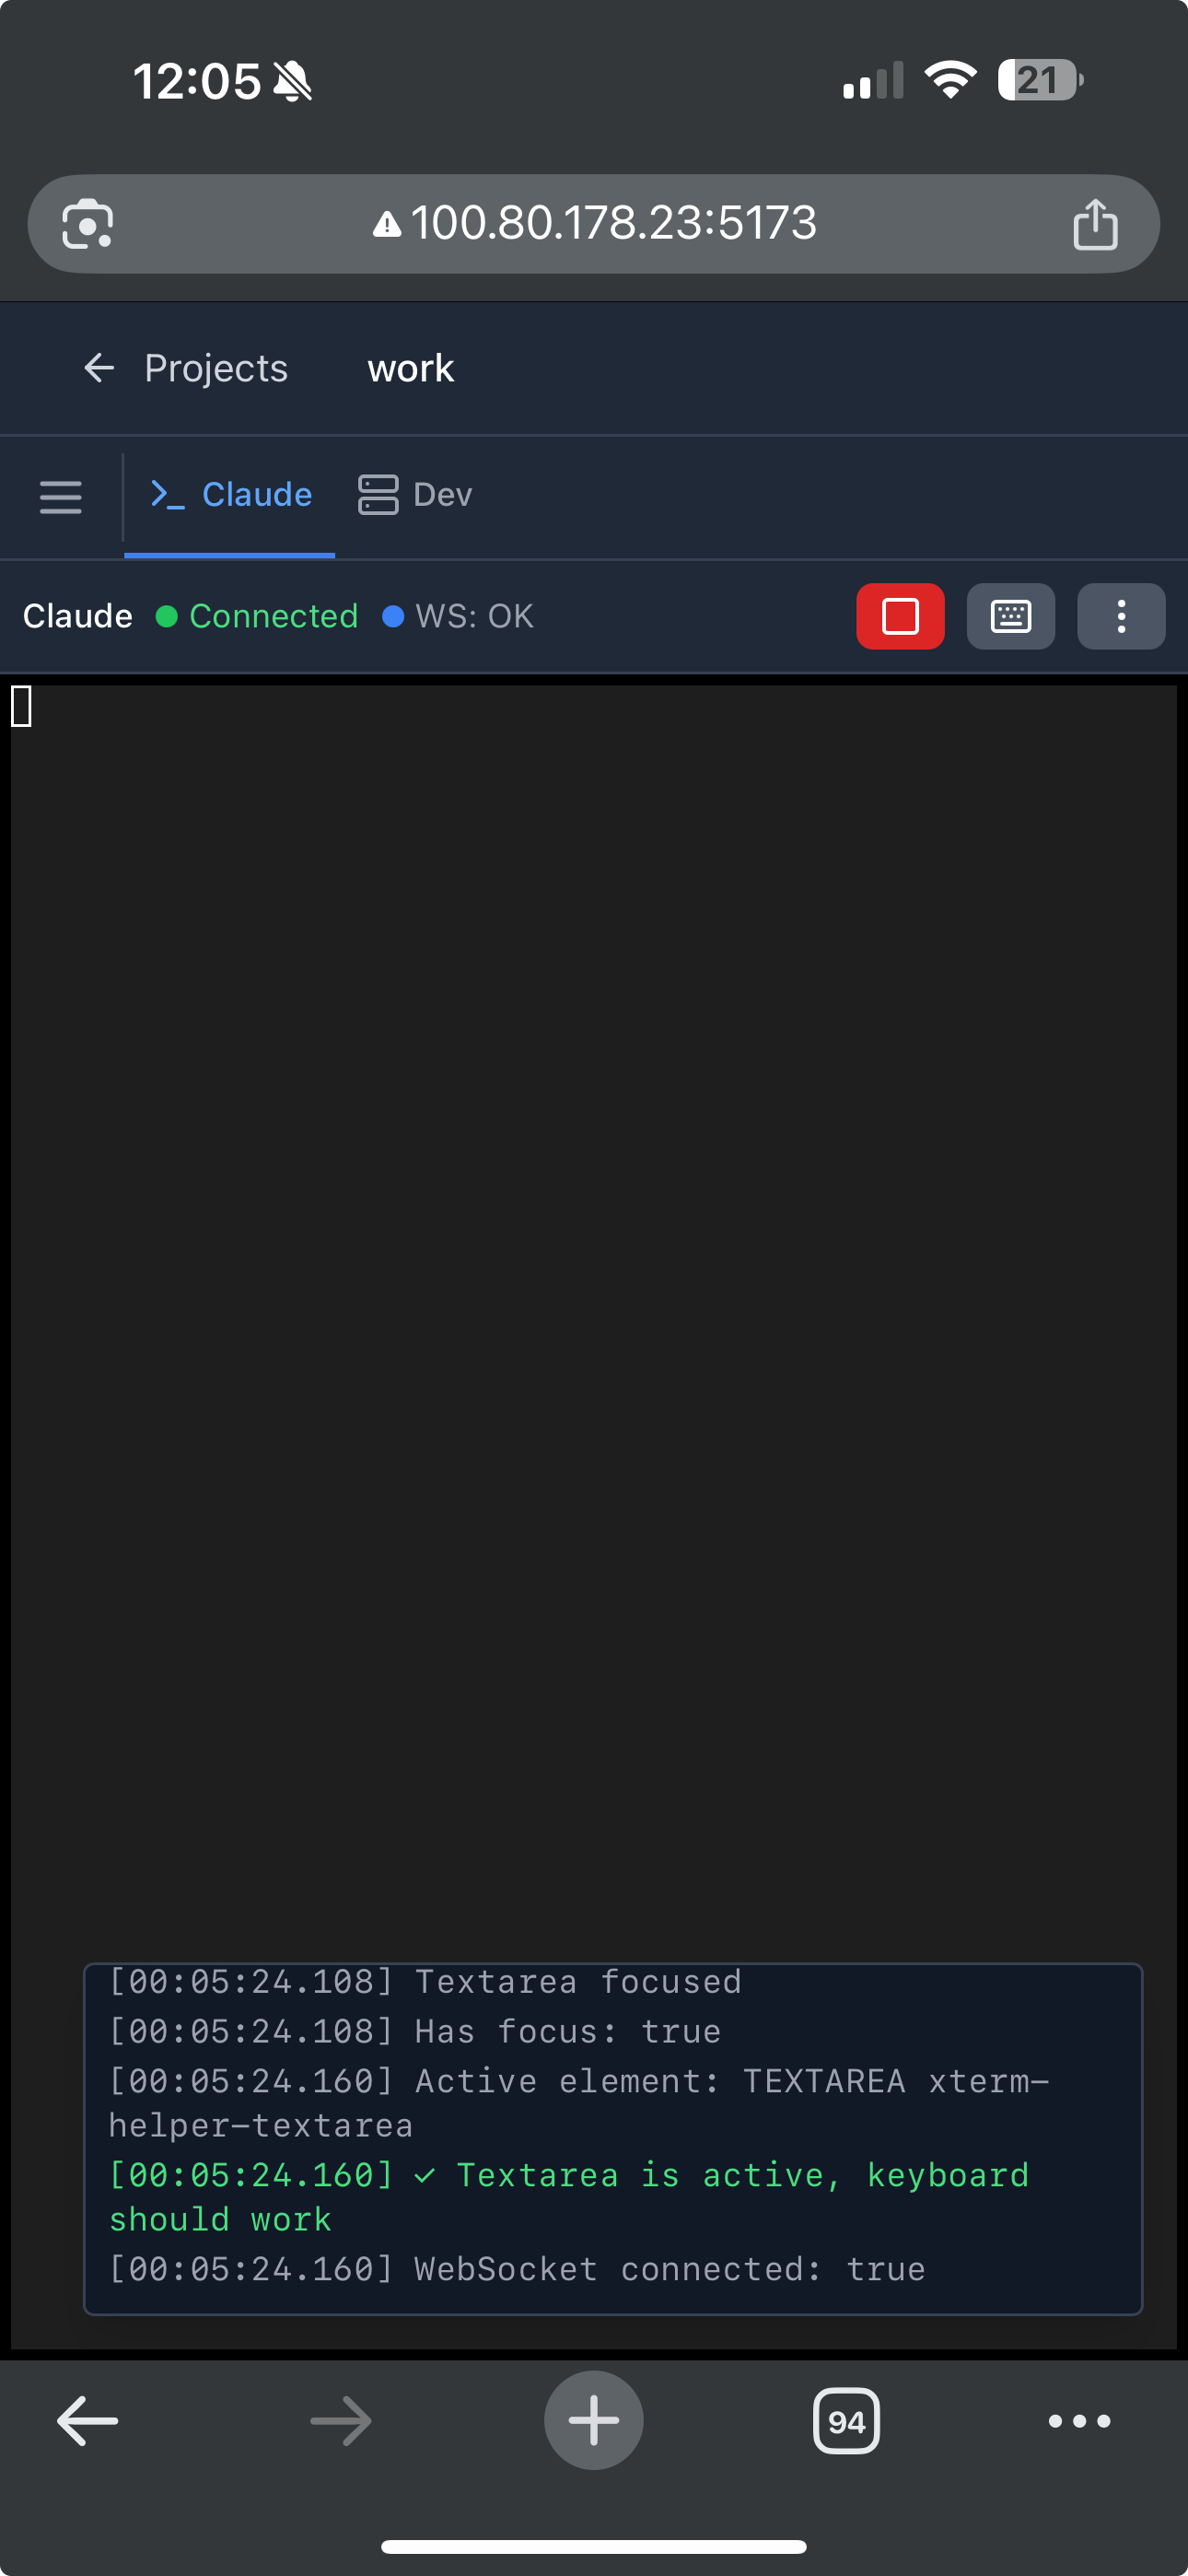 12:05
21
100.80.178.23:5173
Projects
work
>_ Claude
Dev
Claude
Connected
WS: OK
[00:05:24.108] Textarea focused
[00:05:24.108] Has focus: true
[00:05:24.160] Active element: TEXTAREA xterm-
helper-textarea
[00:05:24.160] ✓ Textarea is active, keyboard
should work
[00:05:24.160] WebSocket connected: true
94